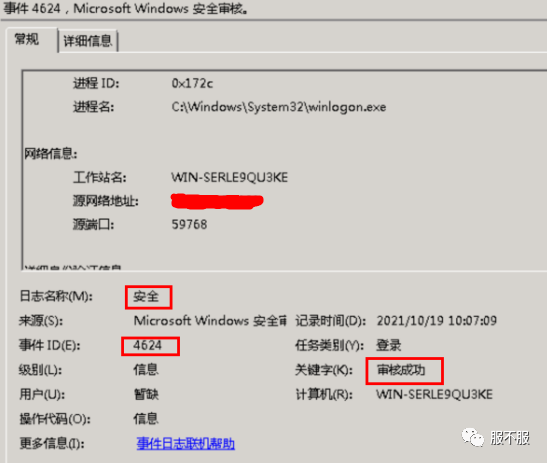 事件 4624，Microsoft Windows 安全审核。
常规 详细信息
进程 ID: 0x172c
进程名: C:\Windows\System32\winlogon.exe
网络信息:
工作站名: WIN-SERLE9QU3KE
源网络地址:
源端口: 59768
日志名称(M): 安全
来源(S): Microsoft Windows 安全审 记录时间(D): 2021/10/19 10:07:09
事件 ID(E): 4624 任务类别(Y): 登录
级别(L): 信息 关键字(K): 审核成功
用户(U): 暂缺 计算机(R): WIN-SERLE9QU3KE
操作代码(O): 信息
更多信息(I): 事件日志联机帮助
服不服